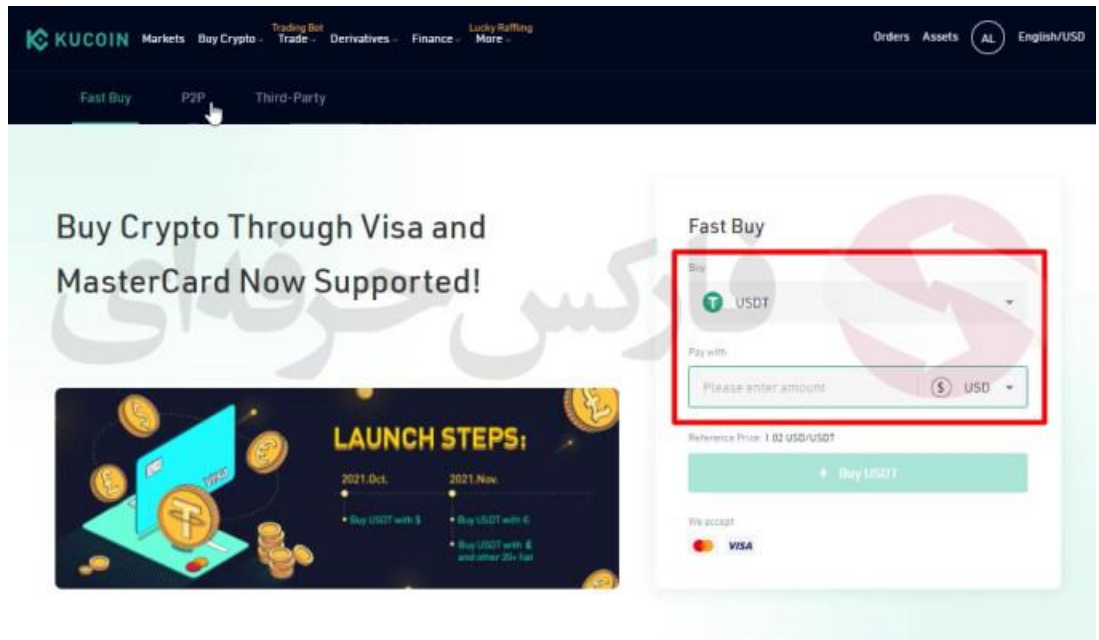 KUCOIN Markets Buy Crypto Trading Bot Trade Derivatives Finance Lucky Raffling More Orders Assets AL English/USD
Fast Buy P2P Third-Party
Buy Crypto Through Visa and
MasterCard Now Supported!
فارکس حرفه‌ای
LAUNCH STEPS:
2021.Oct. 2021.Nov.
• Buy USDT with $ • Buy USDT with €
• Buy USDT with £
and other 20+ fiat
VISA
Fast Buy
Buy
USDT
Pay with
Please enter amount $ USD
Reference Price: 1.02 USD/USDT
Buy USDT
We accept
VISA